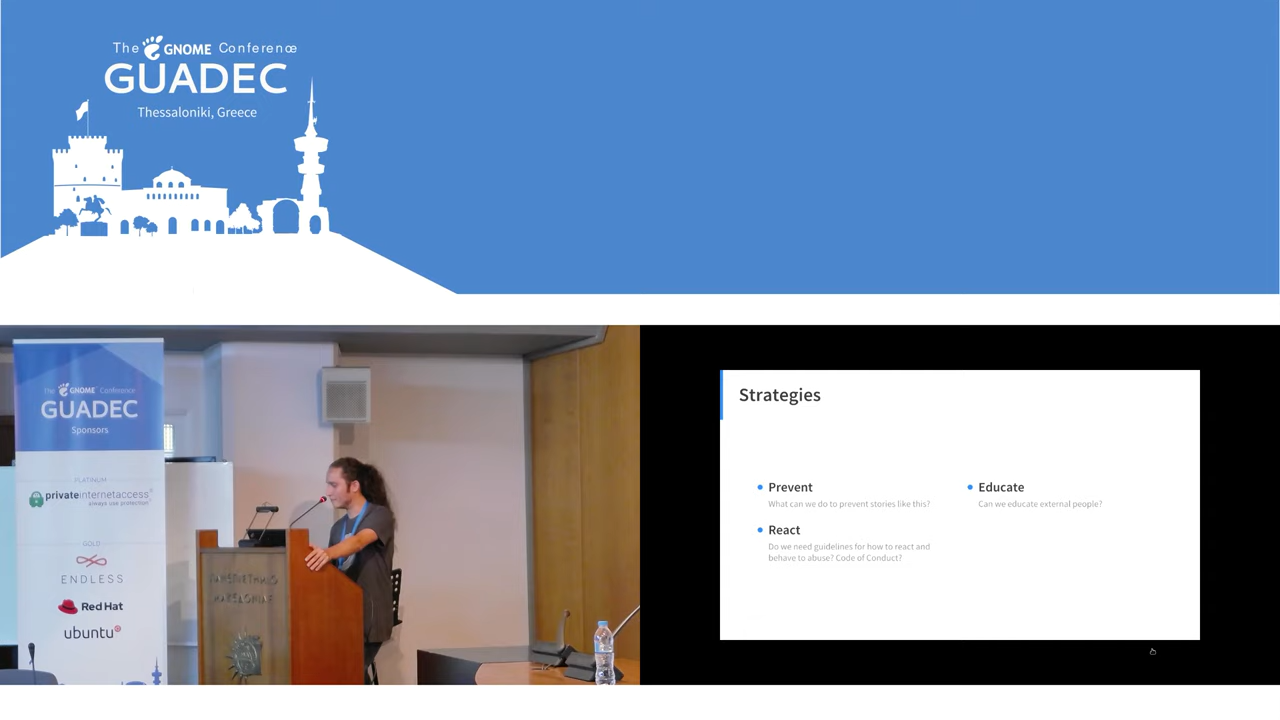 The GNOME Conference
GUADEC
Thessaloniki, Greece
The GNOME Conference
GUADEC
Sponsors
PLATINUM
privateinternetaccess
always use protection
GOLD
ENDLESS
Red Hat
ubuntu
ΠΑΝΕΠΙΣΤΗΜΙΟ
ΜΑΚΕΔΟΝΙΑΣ
Strategies
Prevent
What can we do to prevent stories like this?
React
Do we need guidelines for how to react and
behave to abuse? Code of Conduct?
Educate
Can we educate external people?